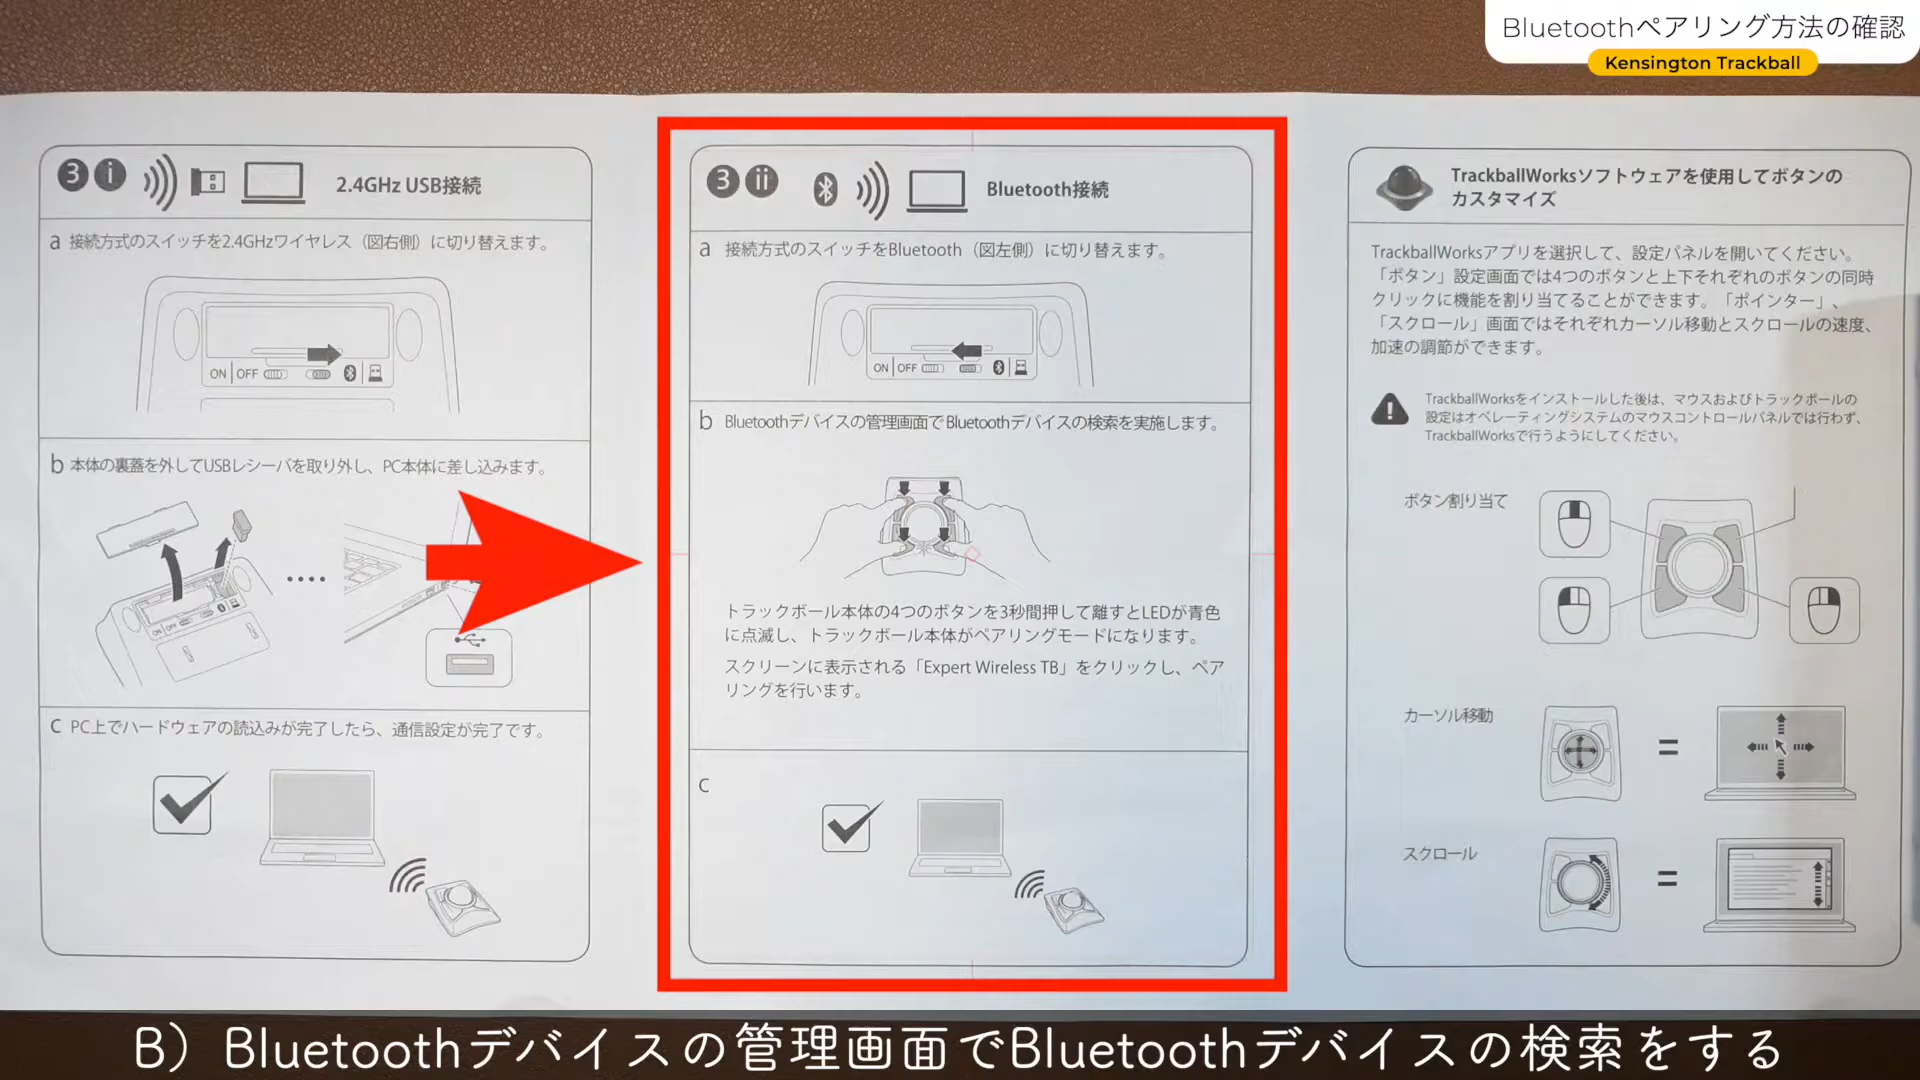 Bluetoothペアリング方法の確認
Kensington Trackball
3 i 2.4GHz USB接続
a 接続方式のスイッチを2.4GHzワイヤレス（図右側）に切り替えます。
ON OFF
b 本体の裏蓋を外してUSBレシーバを取り外し、PC本体に差し込みます。
ON OFF
c PC上でハードウェアの読込みが完了したら、通信設定が完了です。
3 ii Bluetooth接続
a 接続方式のスイッチをBluetooth（図左側）に切り替えます。
ON OFF
b Bluetoothデバイスの管理画面で Bluetoothデバイスの検索を実施します。
トラックボール本体の4つのボタンを3秒間押して離すとLEDが青色
に点滅し、トラックボール本体がペアリングモードになります。
スクリーンに表示される「Expert Wireless TB」をクリックし、ペア
リングを行います。
c
TrackballWorksソフトウェアを使用してボタンの
カスタマイズ
TrackballWorksアプリを選択して、設定パネルを開いてください。
「ボタン」設定画面では4つのボタンと上下それぞれのボタンの同時
クリックに機能を割り当てることができます。「ポインター」、
「スクロール」画面ではそれぞれカーソル移動とスクロールの速度、
加速の調節ができます。
TrackballWorksをインストールした後は、マウスおよびトラックボールの
設定はオペレーティングシステムのマウスコントロールパネルでは行わず、
TrackballWorksで行うようにしてください。
ボタン割り当て
カーソル移動
=
スクロール
=
B）Bluetoothデバイスの管理画面でBluetoothデバイスの検索をする